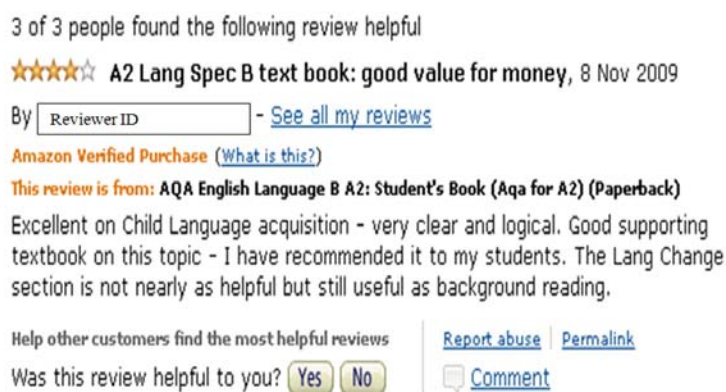 3 of 3 people found the following review helpful
A2 Lang Spec B text book: good value for money, 8 Nov 2009
By Reviewer ID - See all my reviews
Amazon Verified Purchase (What is this?)
This review is from: AQA English Language B A2: Student's Book (Aqa for A2) (Paperback)
Excellent on Child Language acquisition - very clear and logical. Good supporting
textbook on this topic - I have recommended it to my students. The Lang Change
section is not nearly as helpful but still useful as background reading.
Help other customers find the most helpful reviews
Was this review helpful to you? Yes No
Report abuse | Permalink
Comment